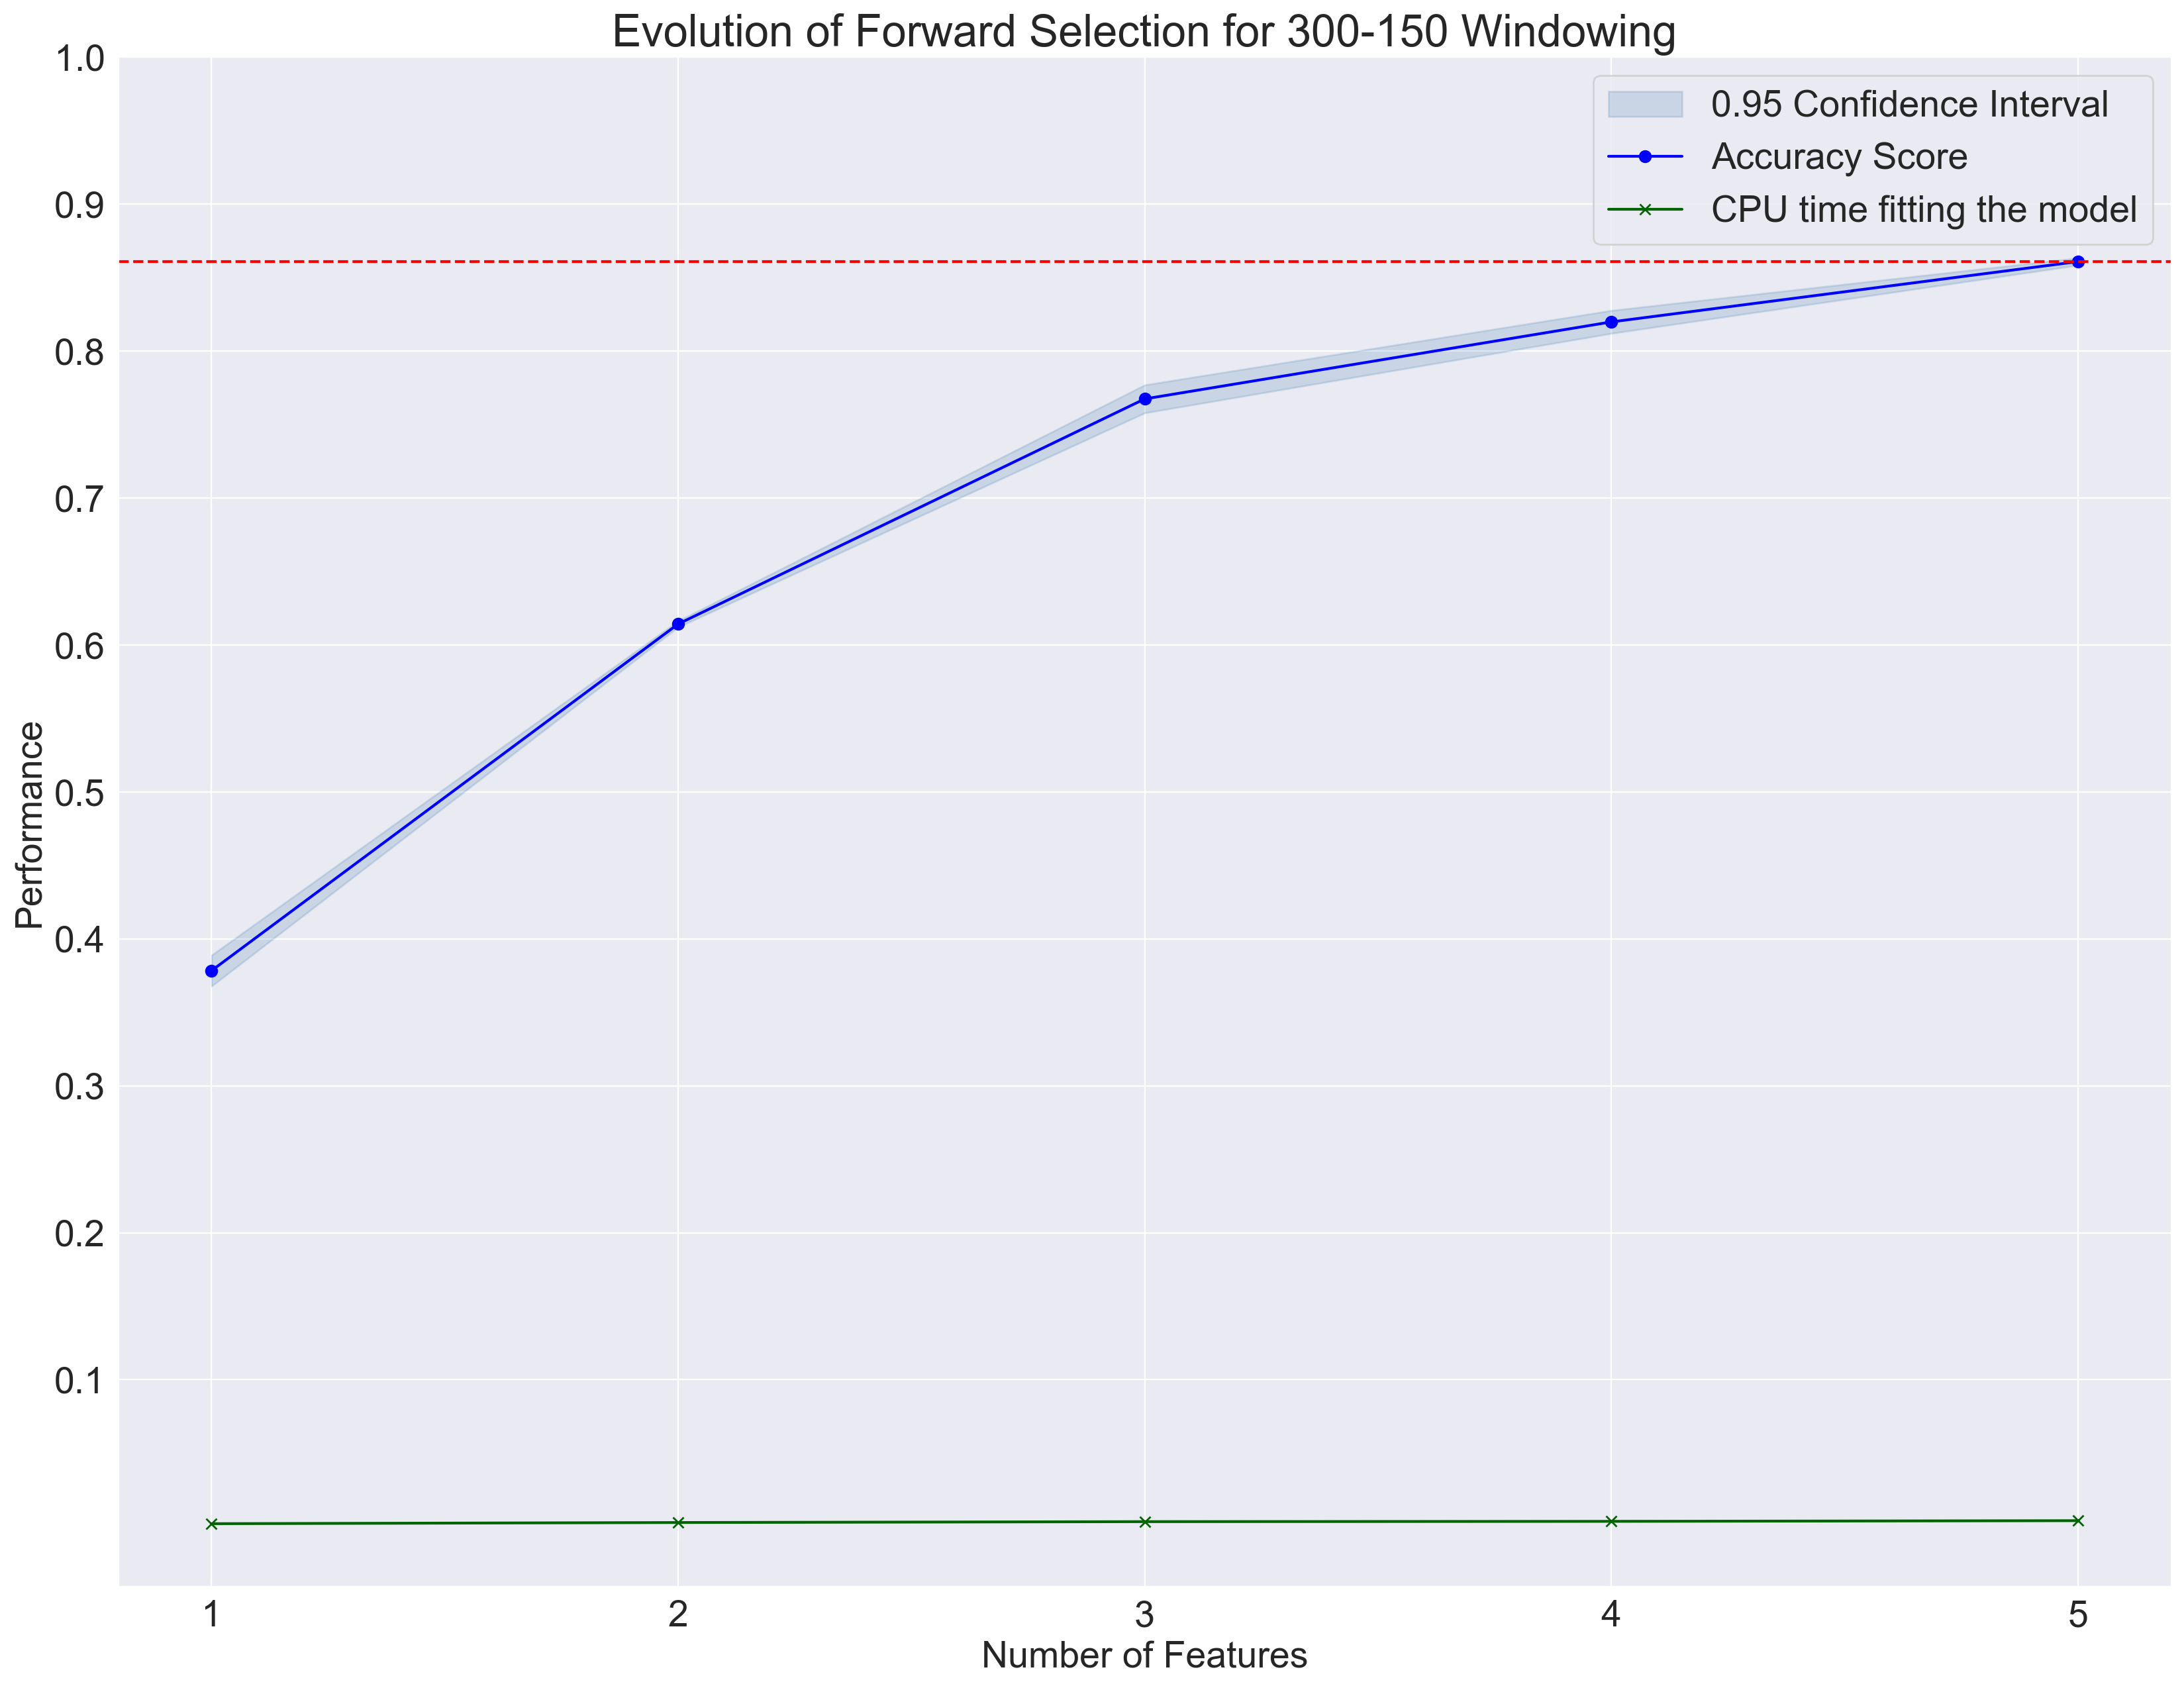 Evolution of Forward Selection for 300-150 Windowing
1.0
0.9
0.8
0.7
0.6
0.5
0.4
0.3
0.2
0.1
Performance
0.95 Confidence Interval
Accuracy Score
CPU time fitting the model
1 2 3 4 5
Number of Features